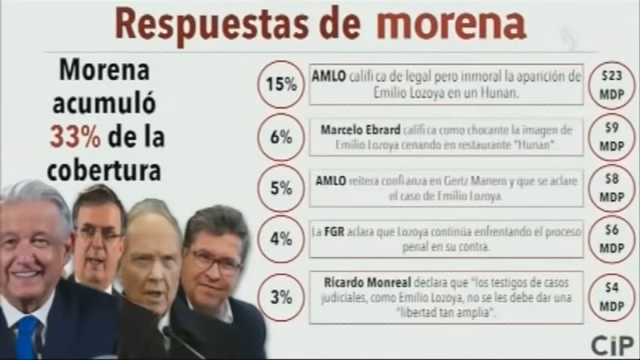 Respuestas de morena
Morena
acumuló
33% de la
cobertura
15%
AMLO califica de legal pero inmoral la aparición de
Emilio Lozoya en un Hunan.
$23
MDP
6%
Marcelo Ebrard califica como chocante la imagen de
Emilio Lozoya cenando en restaurante "Hunan"
$9
MDP
5%
AMLO reitera confianza en Gertz Manero y que se aclare
el caso de Emilio Lozoya.
$8
MDP
4%
La FGR aclara que Lozoya continúa enfrentando el proceso
penal en su contra.
$6
MDP
3%
Ricardo Monreal declara que "los testigos de casos
judiciales, como Emilio Lozoya, no se les debe dar una
"libertad tan amplia".
$4
MDP
CiP